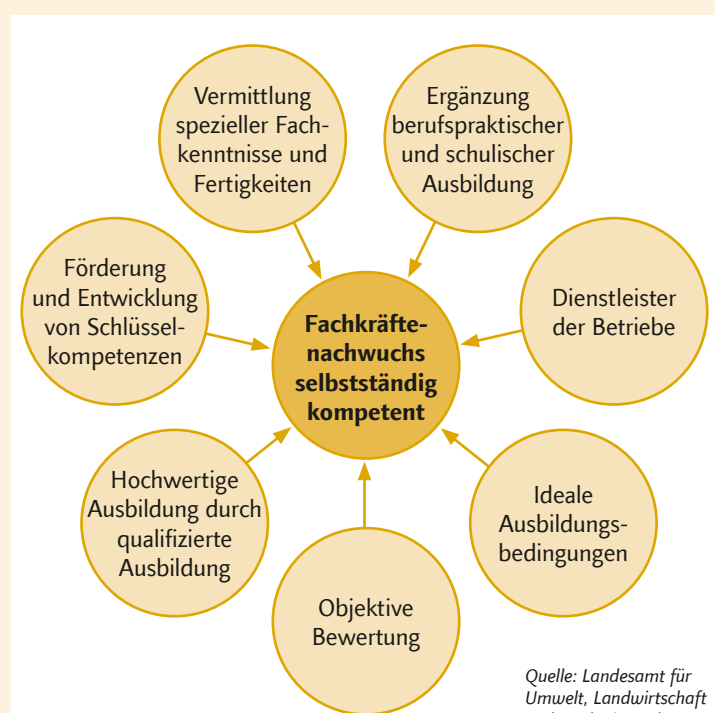 Vermittlung
spezieller Fach-
kenntnisse und
Fertigkeiten
Ergänzung
berufspraktischer
und schulischer
Ausbildung
Förderung
und Entwicklung
von Schlüssel-
kompetenzen
Fachkräfte-
nachwuchs
selbstständig
kompetent
Dienstleister
der Betriebe
Hochwertige
Ausbildung durch
qualifizierte
Ausbildung
Ideale
Ausbildungs-
bedingungen
Objektive
Bewertung
Quelle: Landesamt für
Umwelt, Landwirtschaft